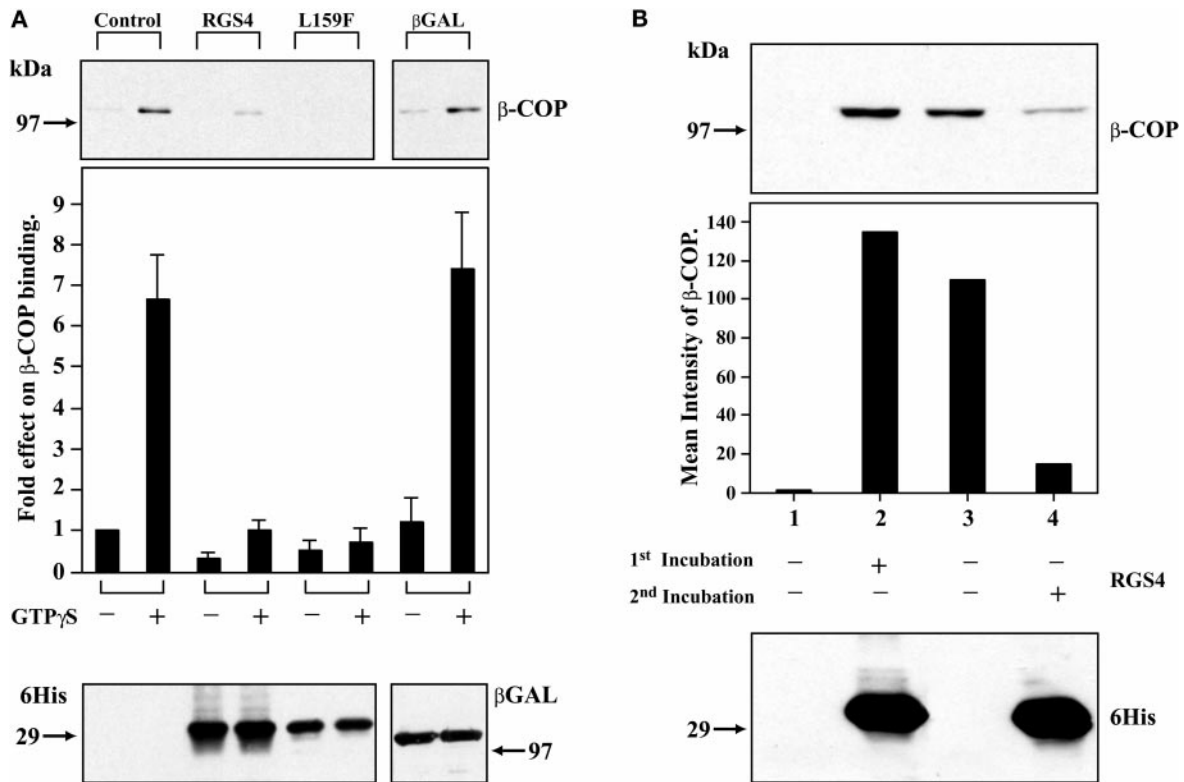 A
Control RGS4 L159F βGAL
kDa
97
β-COP
Fold effect on β-COP binding.
9
8
7
6
5
4
3
2
1
0
GTPγS − + − + − + − +
6His
29
βGAL
97
B
kDa
97
β-COP
Mean Intensity of β-COP.
140
120
100
80
60
40
20
0
1 2 3 4
1st Incubation − + − −
2nd Incubation − − − +
RGS4
29
6His